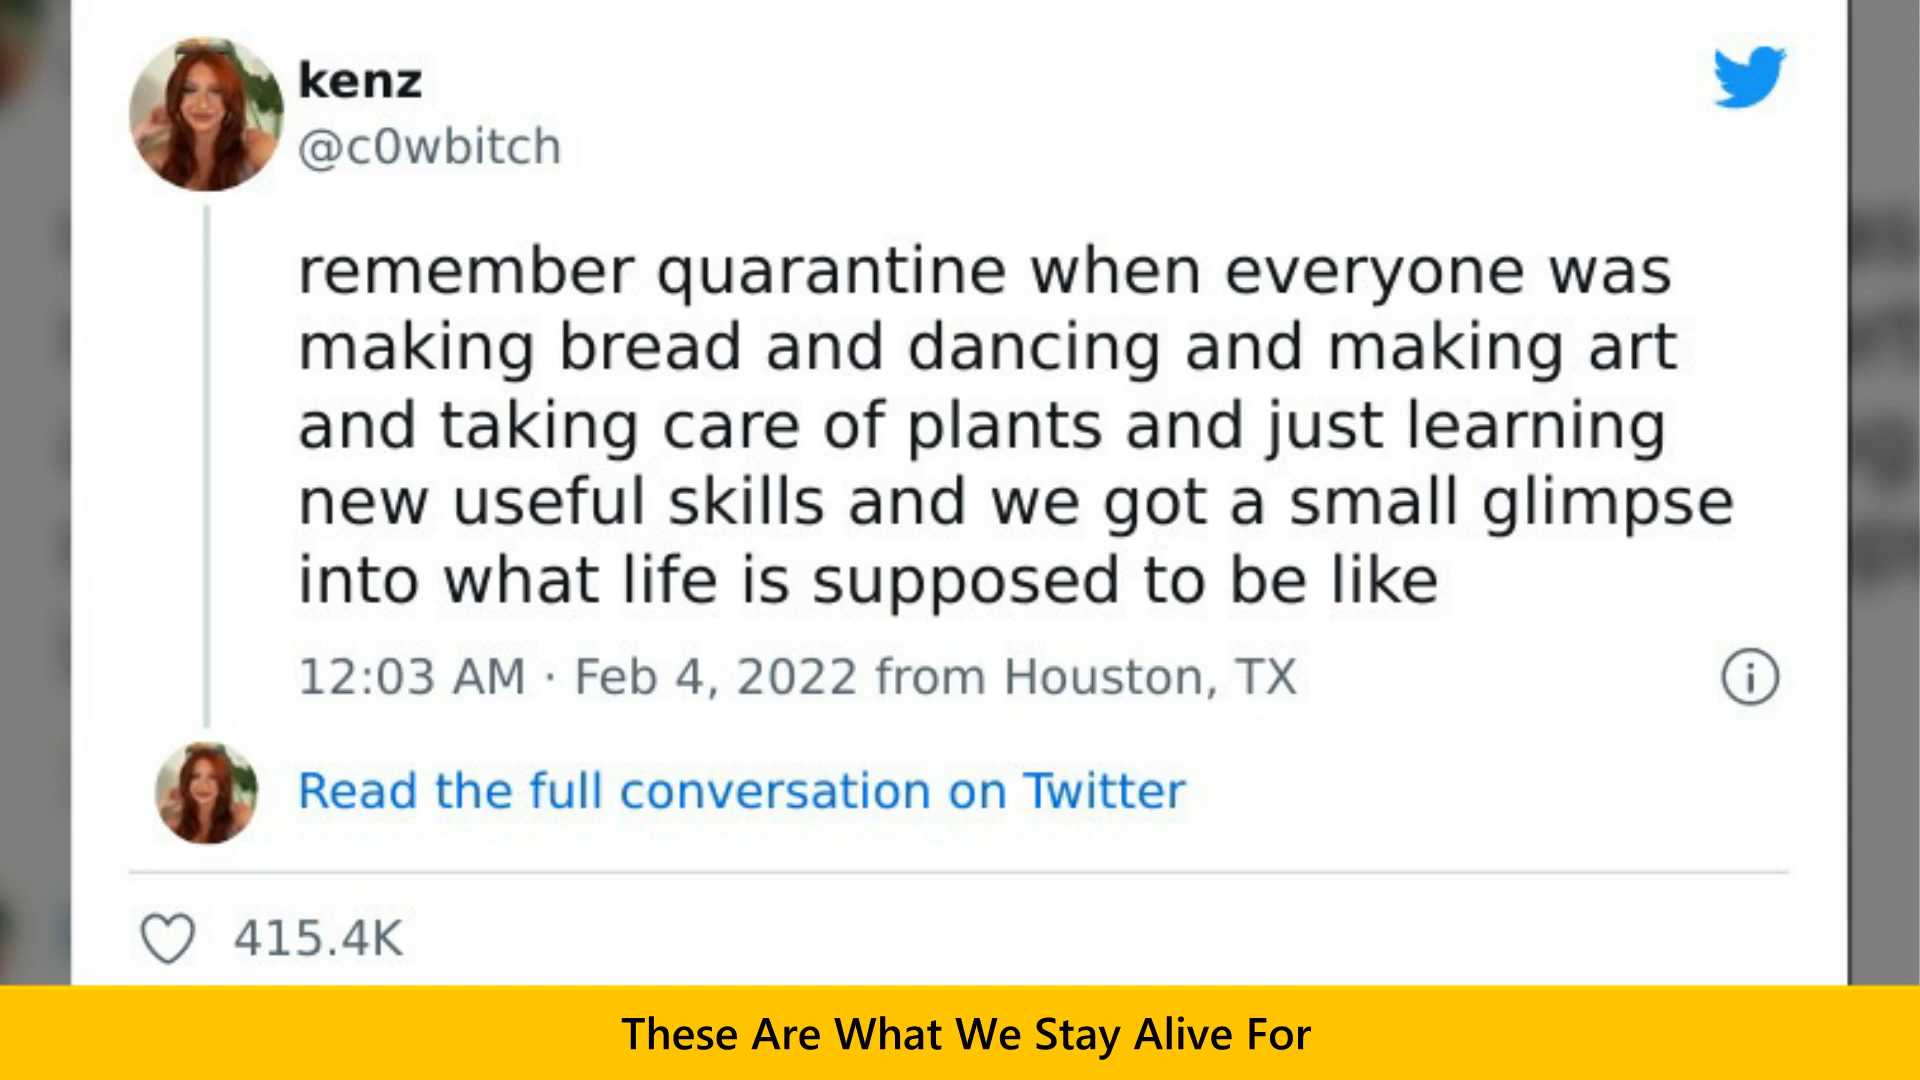 kenz
@c0wbitch
remember quarantine when everyone was
making bread and dancing and making art
and taking care of plants and just learning
new useful skills and we got a small glimpse
into what life is supposed to be like
12:03 AM · Feb 4, 2022 from Houston, TX
Read the full conversation on Twitter
415.4K
These Are What We Stay Alive For